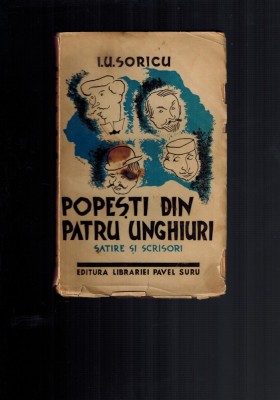 I.U.SORICU
POPEȘTI DIN
PATRU UNGHIURI
SATIRE ȘI SCRISORI
EDITURA LIBRARIEI PAVEL SURU